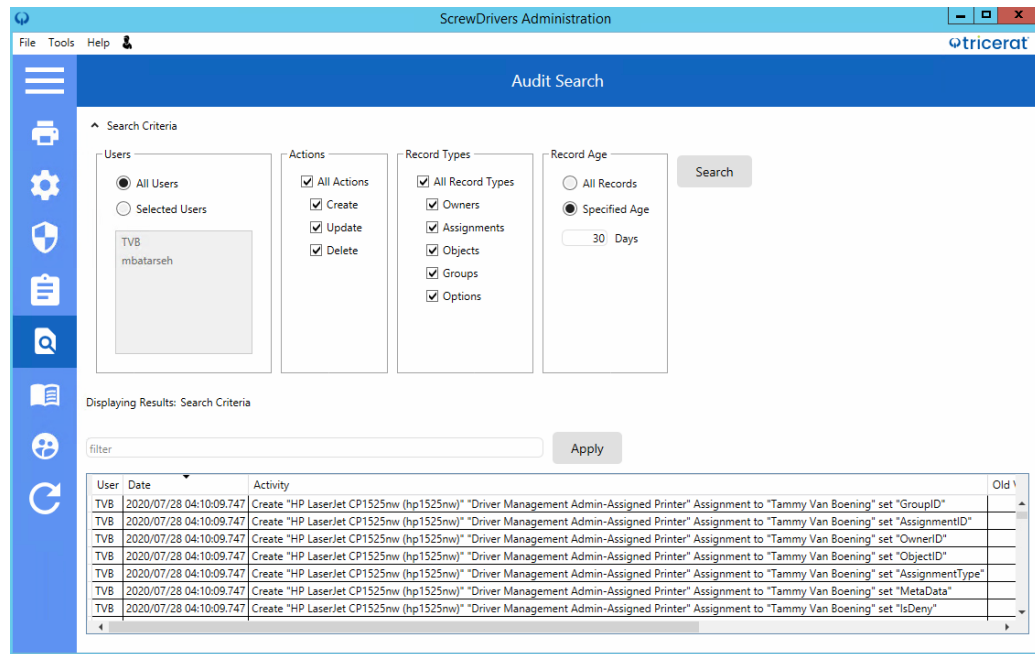 ScrewDrivers Administration
File Tools Help
tricerat
Audit Search
Search Criteria
Users
All Users
Selected Users
TVB
mbatarseh
Actions
All Actions
Create
Update
Delete
Record Types
All Record Types
Owners
Assignments
Objects
Groups
Options
Record Age
All Records
Specified Age
30 Days
Search
Displaying Results: Search Criteria
filter
Apply
User Date Activity Old
TVB 2020/07/28 04:10:09.747 Create "HP LaserJet CP1525nw (hp1525nw)" "Driver Management Admin-Assigned Printer" Assignment to "Tammy Van Boening" set "GroupID"
TVB 2020/07/28 04:10:09.747 Create "HP LaserJet CP1525nw (hp1525nw)" "Driver Management Admin-Assigned Printer" Assignment to "Tammy Van Boening" set "AssignmentID"
TVB 2020/07/28 04:10:09.747 Create "HP LaserJet CP1525nw (hp1525nw)" "Driver Management Admin-Assigned Printer" Assignment to "Tammy Van Boening" set "OwnerID"
TVB 2020/07/28 04:10:09.747 Create "HP LaserJet CP1525nw (hp1525nw)" "Driver Management Admin-Assigned Printer" Assignment to "Tammy Van Boening" set "ObjectID"
TVB 2020/07/28 04:10:09.747 Create "HP LaserJet CP1525nw (hp1525nw)" "Driver Management Admin-Assigned Printer" Assignment to "Tammy Van Boening" set "AssignmentType"
TVB 2020/07/28 04:10:09.747 Create "HP LaserJet CP1525nw (hp1525nw)" "Driver Management Admin-Assigned Printer" Assignment to "Tammy Van Boening" set "MetaData"
TVB 2020/07/28 04:10:09.747 Create "HP LaserJet CP1525nw (hp1525nw)" "Driver Management Admin-Assigned Printer" Assignment to "Tammy Van Boening" set "IsDeny"